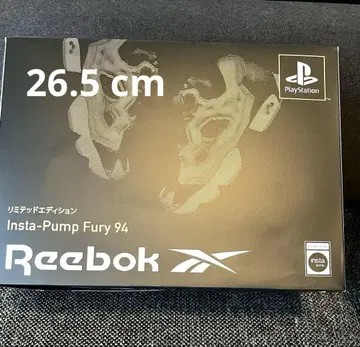 26.5 cm
PlayStation
リミテッドエディション
Insta-Pump Fury 94
Reebok
insta